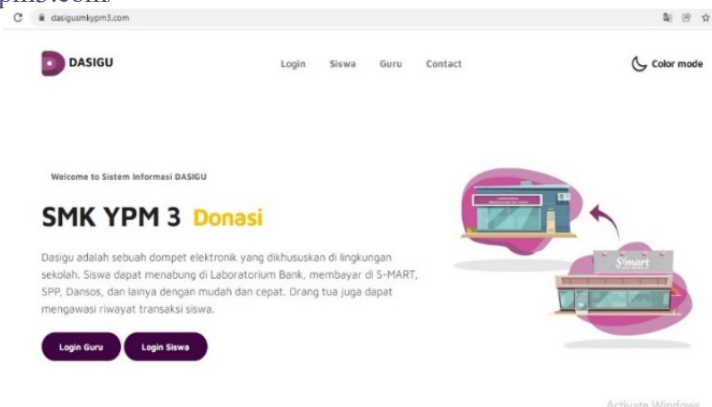 pm3.com/
dasigusmkypm3.com
DASIGU
Login Siswa Guru Contact
Color mode
Welcome to Sistem Informasi DASIGU
SMK YPM 3 Donasi
Dasigu adalah sebuah dompet elektronik yang dikhususkan di lingkungan
sekolah. Siswa dapat menabung di Laboratorium Bank, membayar di S-MART,
SPP, Dansos, dan lainya dengan mudah dan cepat. Orang tua juga dapat
mengawasi riwayat transaksi siswa.
Login Guru Login Siswa
S-mart
Activate Windows